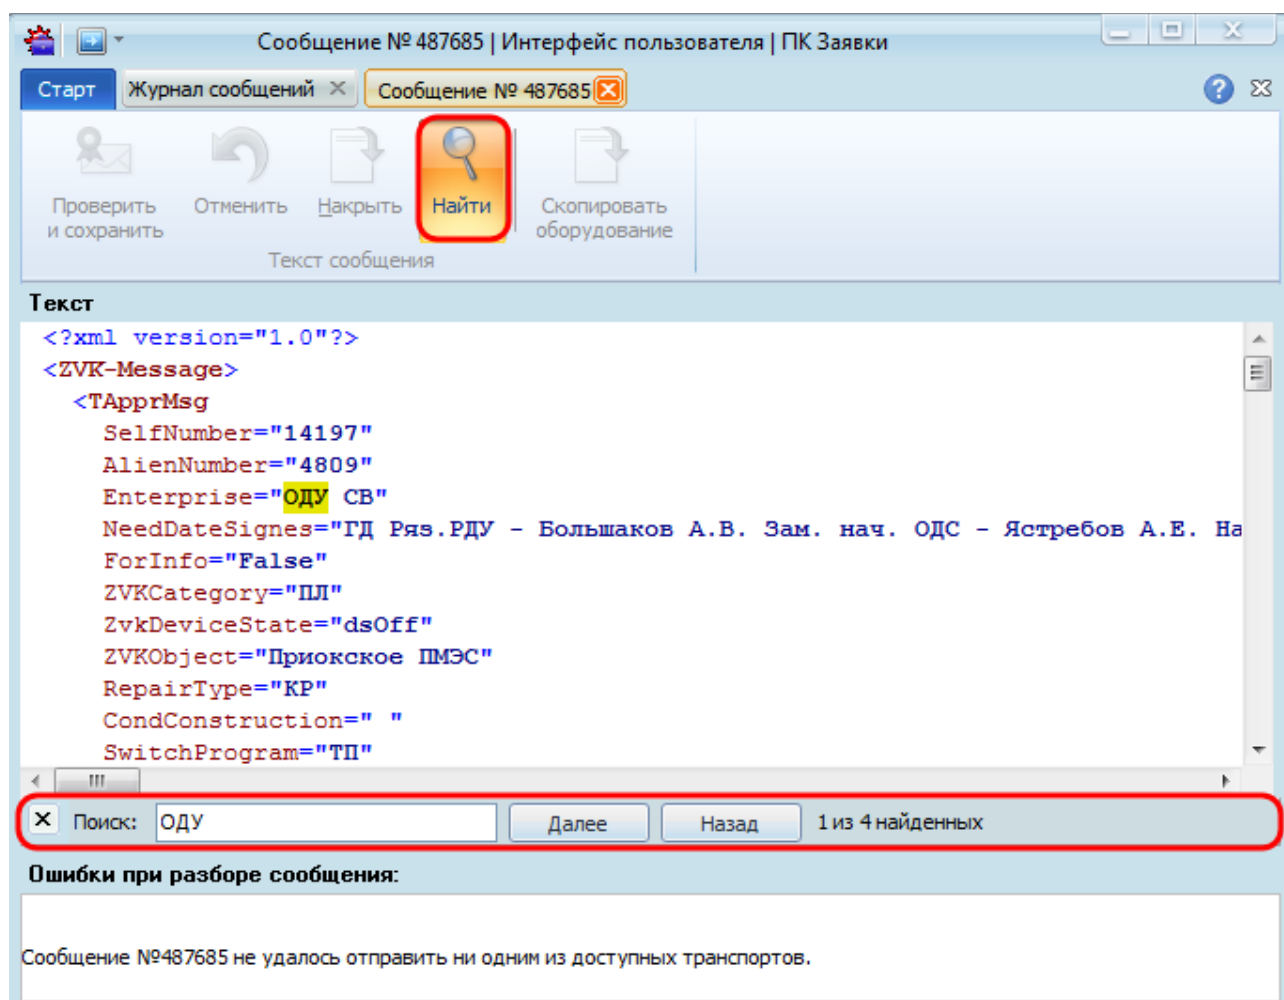 Сообщение № 487685 | Интерфейс пользователя | ПК Заявки
Старт Журнал сообщений Сообщение № 487685
Проверить и сохранить
Отменить
Накрыть
Найти
Скопировать оборудование
Текст сообщения
Текст
<?xml version="1.0"?>
<ZVK-Message>
<TApprMsg
SelfNumber="14197"
AlienNumber="4809"
Enterprise="ОДУ СВ"
NeedDateSignes="ГД Ряз.РДУ - Большаков А.В. Зам. нач. ОДС - Ястребов А.Е. На
ForInfo="False"
ZVKCategory="ПЛ"
ZvkDeviceState="dsOff"
ZVKObject="Приокское ПМЭС"
RepairType="КР"
CondConstruction=" "
SwitchProgram="ТП"
Поиск: ОДУ Далее Назад 1 из 4 найденных
Ошибки при разборе сообщения:
Сообщение №487685 не удалось отправить ни одним из доступных транспортов.